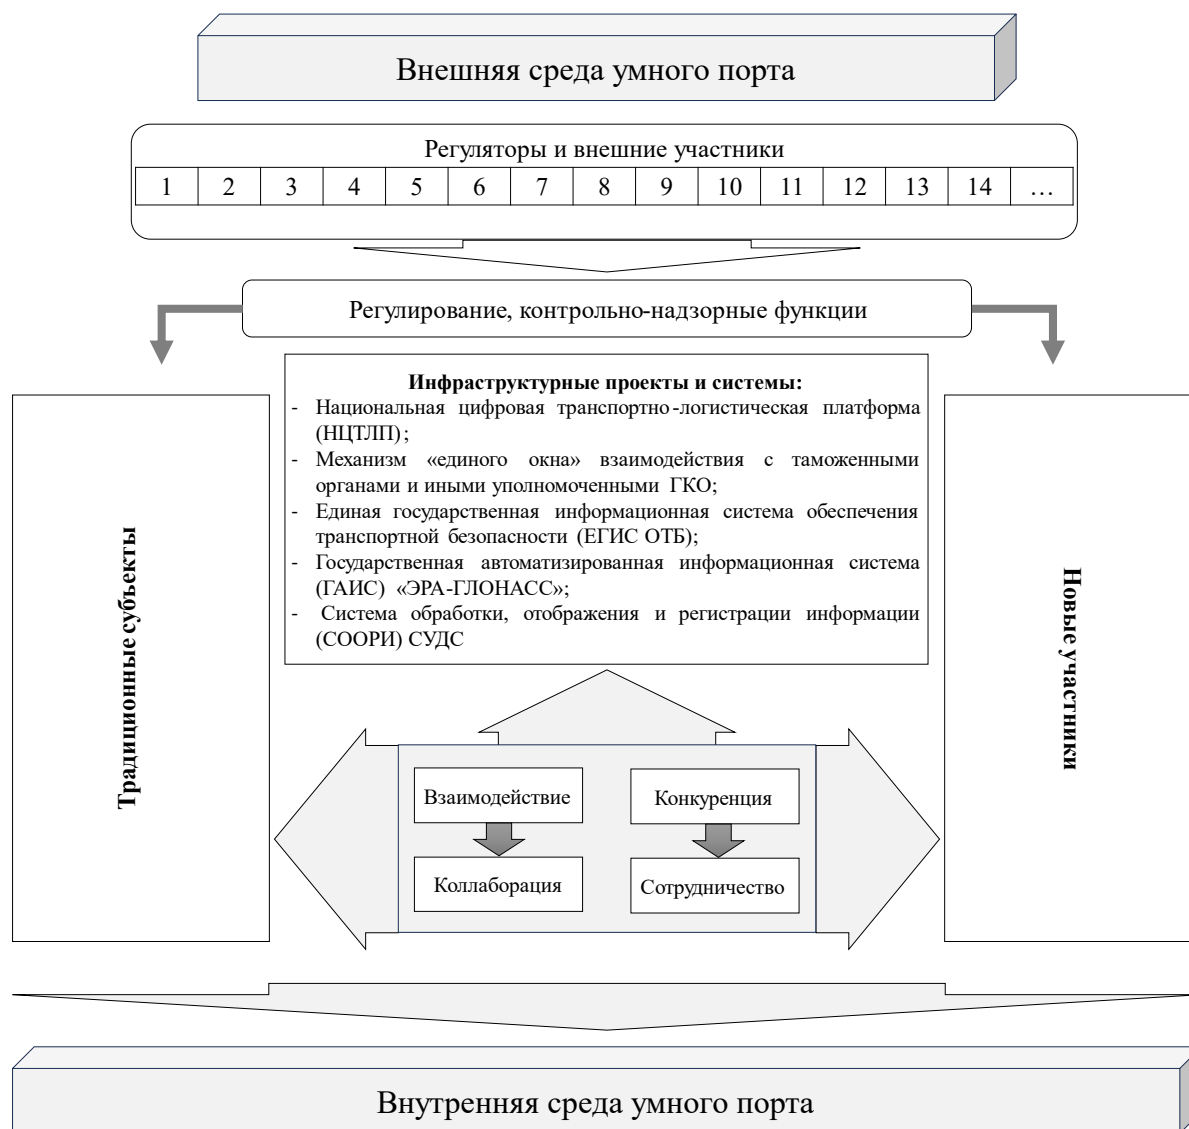 Внешняя среда умного порта
Регуляторы и внешние участники
1 2 3 4 5 6 7 8 9 10 11 12 13 14 …
Регулирование, контрольно-надзорные функции
Инфраструктурные проекты и системы:
- Национальная цифровая транспортно-логистическая платформа
(НЦТЛП);
- Механизм «единого окна» взаимодействия с таможенными
органами и иными уполномоченными ГКО;
- Единая государственная информационная система обеспечения
транспортной безопасности (ЕГИС ОТБ);
- Государственная автоматизированная информационная система
(ГАИС) «ЭРА-ГЛОНАСС»;
- Система обработки, отображения и регистрации информации
(СООРИ) СУДС
Традиционные субъекты
Новые участники
Взаимодействие
Конкуренция
Коллаборация
Сотрудничество
Внутренняя среда умного порта